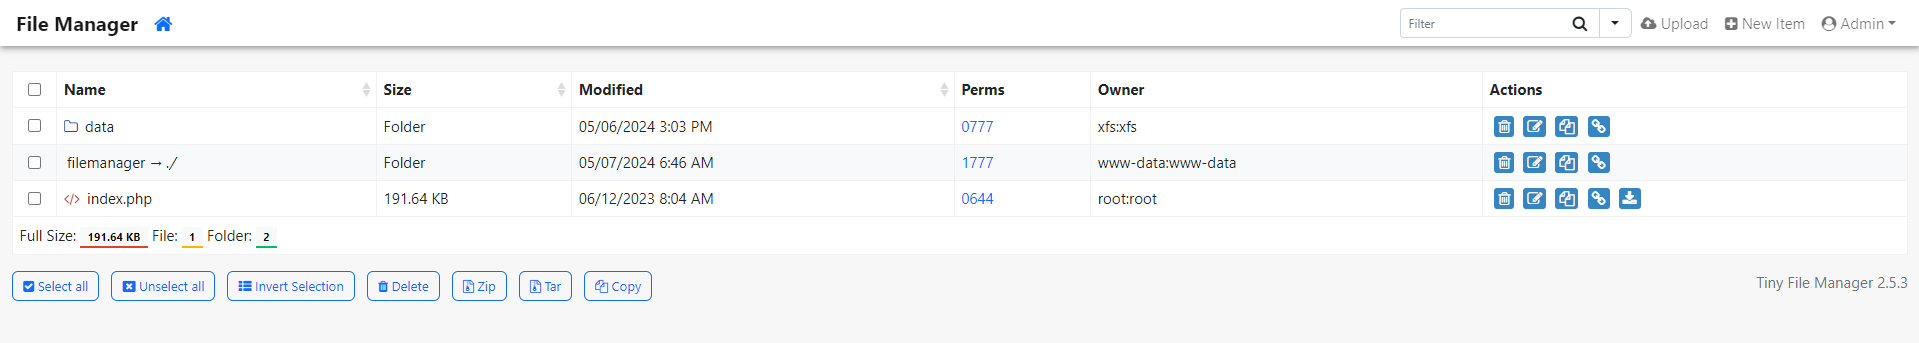 File Manager Filter Upload New Item Admin
Name Size Modified Perms Owner Actions
data Folder 05/06/2024 3:03 PM 0777 xfs:xfs
filemanager → ./ Folder 05/07/2024 6:46 AM 1777 www-data:www-data
index.php 191.64 KB 06/12/2023 8:04 AM 0644 root:root
Full Size: 191.64 KB File: 1 Folder: 2
Select all Unselect all Invert Selection Delete Zip Tar Copy Tiny File Manager 2.5.3